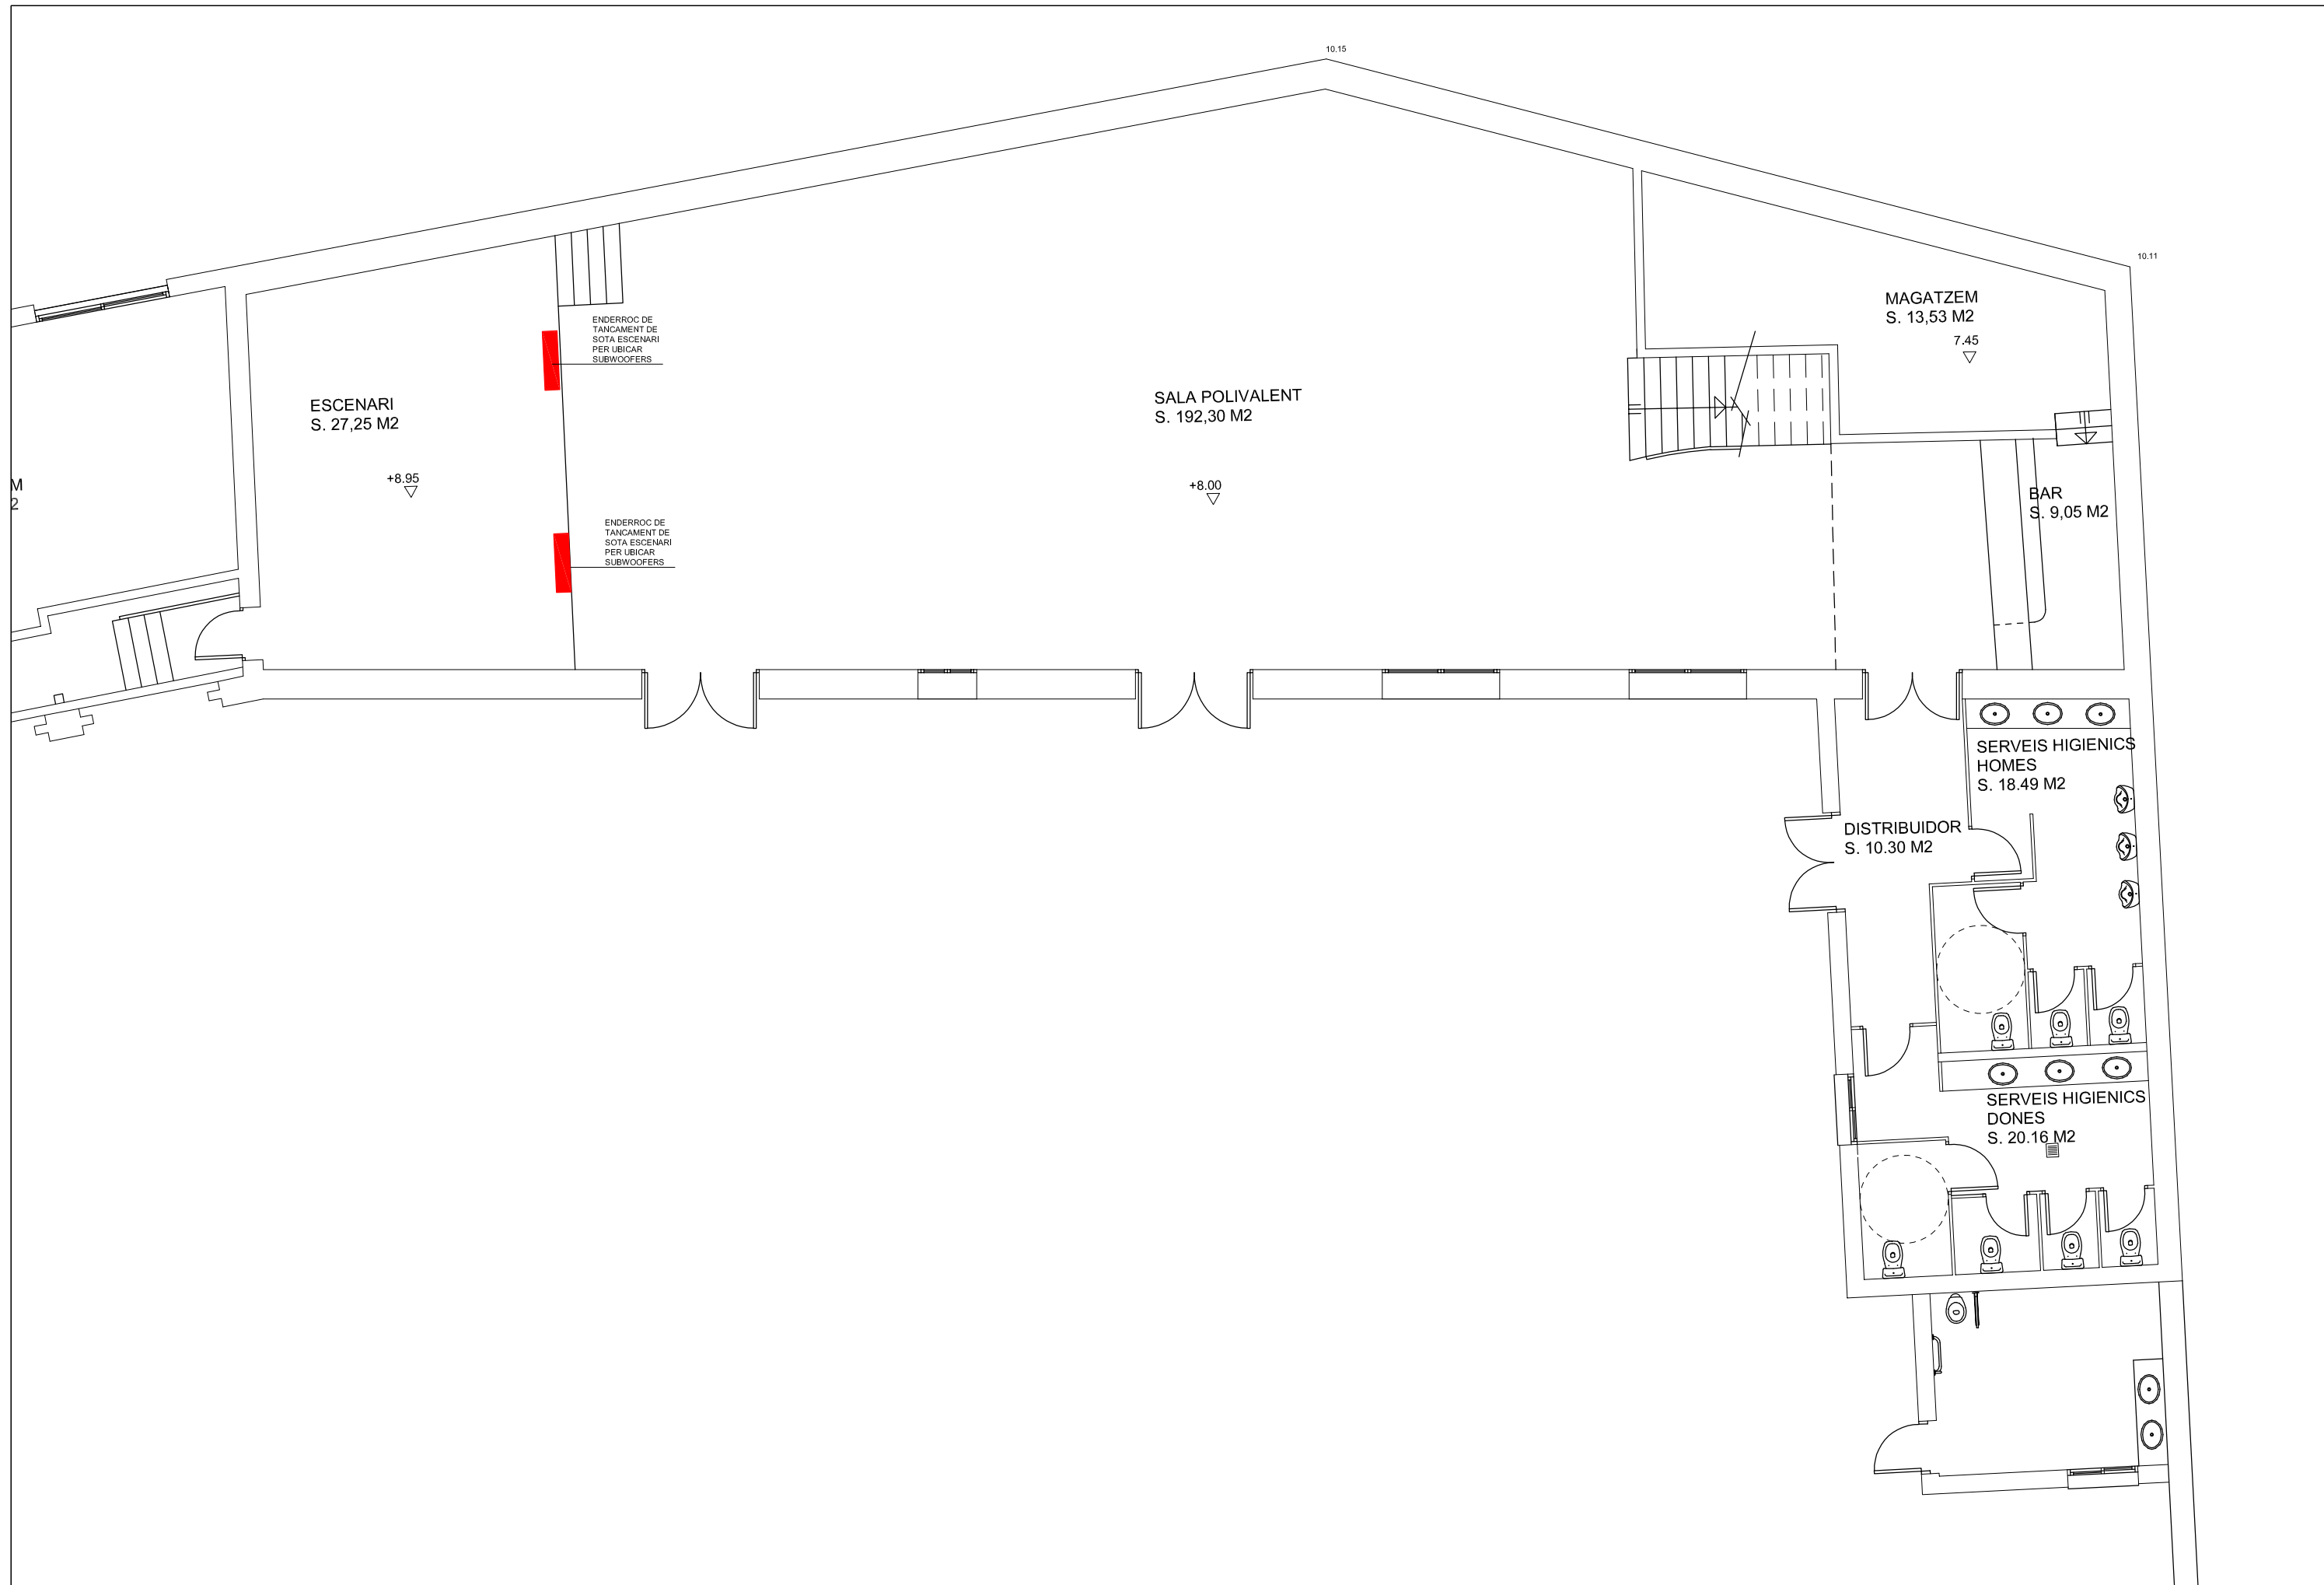 10.15
10.11
MAGATZEM
S. 13,53 M2
7.45
ENDERROC DE
TANCAMENT DE
SOTA ESCENARI
PER UBICAR
SUBWOOFERS
ESCENARI
S. 27,25 M2
+8.95
SALA POLIVALENT
S. 192,30 M2
+8.00
M
2
BAR
S. 9,05 M2
ENDERROC DE
TANCAMENT DE
SOTA ESCENARI
PER UBICAR
SUBWOOFERS
SERVEIS HIGIENICS
HOMES
S. 18.49 M2
DISTRIBUIDOR
S. 10.30 M2
SERVEIS HIGIENICS
DONES
S. 20.16 M2